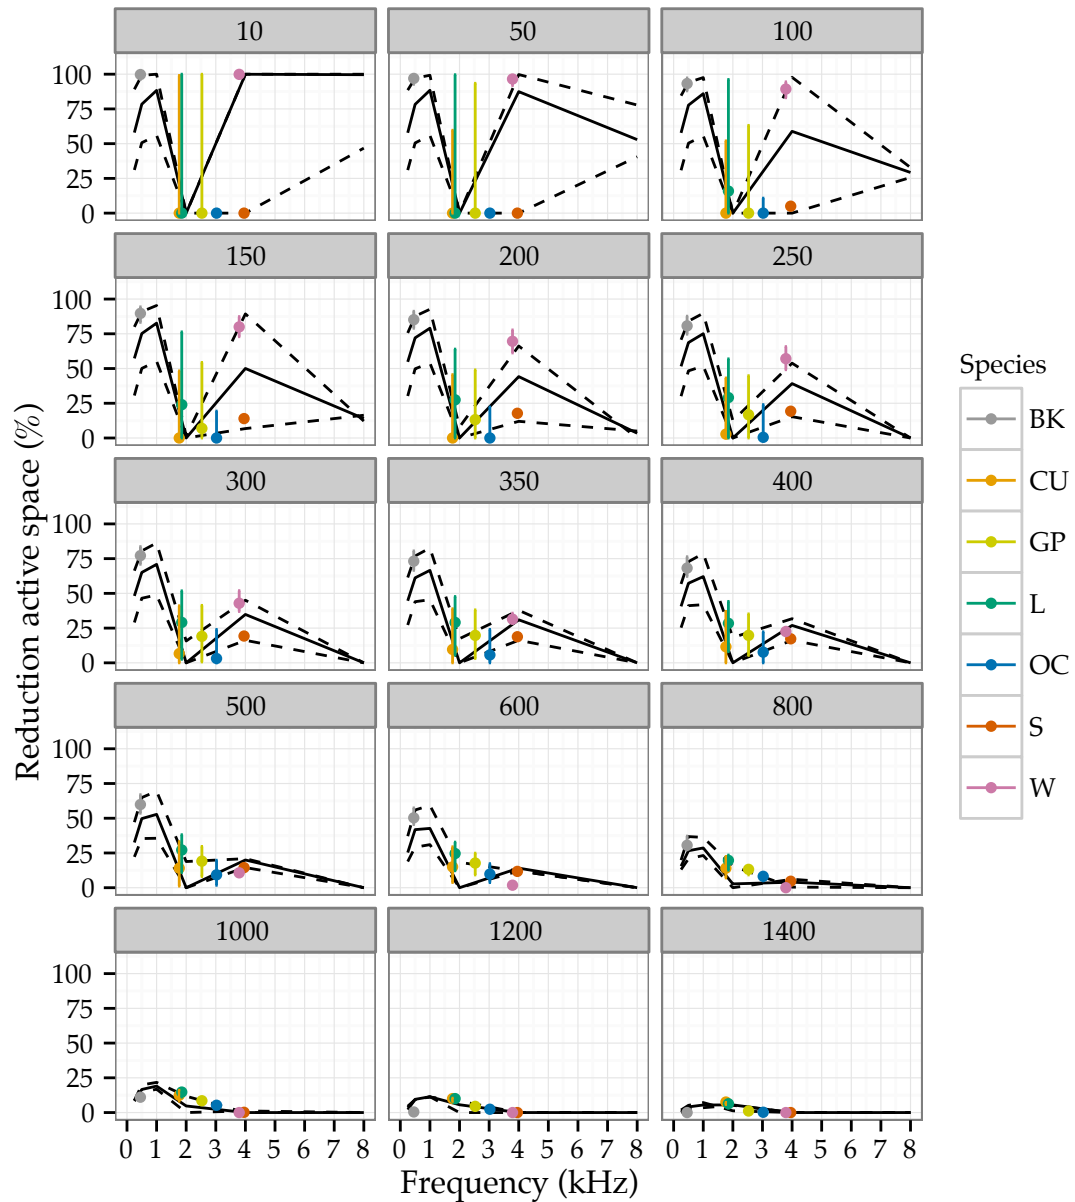 10 50 100
100
75
50
25
0
150 200 250
100
75
50
25
0
300 350 400
100
75
50
25
0
500 600 800
100
75
50
25
0
1000 1200 1400
100
75
50
25
0
0 1 2 3 4 5 6 7 8 0 1 2 3 4 5 6 7 8 0 1 2 3 4 5 6 7 8
Frequency (kHz)
Reduction active space (%)
Species
BK
CU
GP
L
OC
S
W